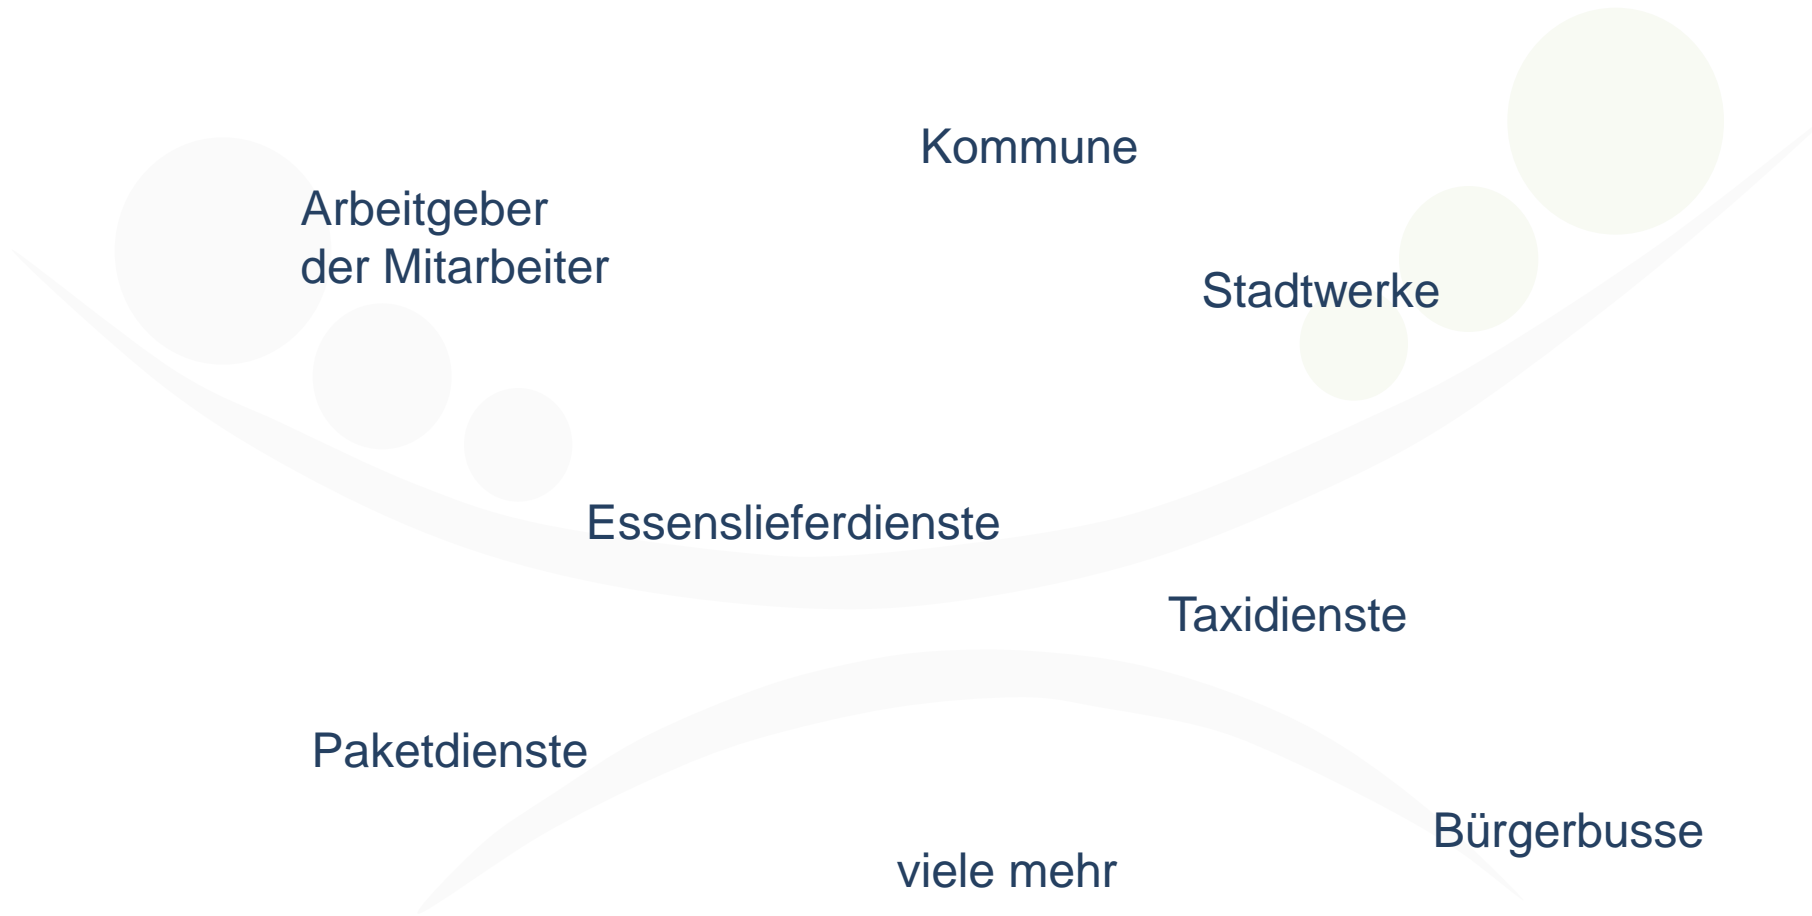 Kommune
Arbeitgeber
der Mitarbeiter
Stadtwerke
Essenslieferdienste
Taxidienste
Paketdienste
Bürgerbusse
viele mehr